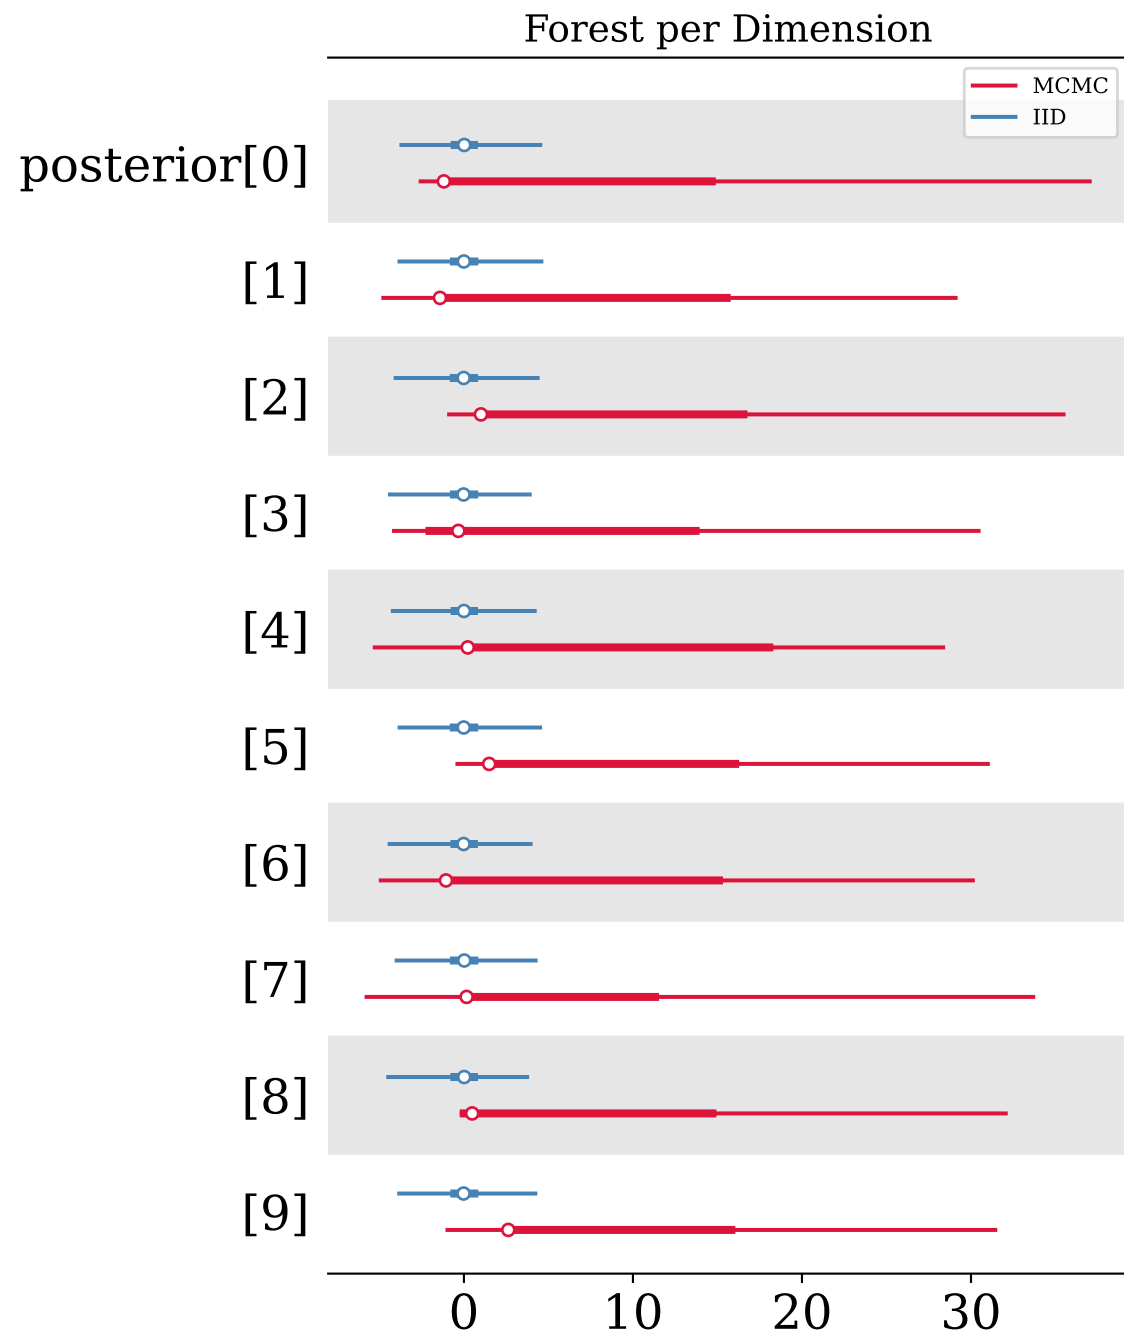 Forest per Dimension
MCMC
IID
posterior[0]
[1]
[2]
[3]
[4]
[5]
[6]
[7]
[8]
[9]
0 10 20 30